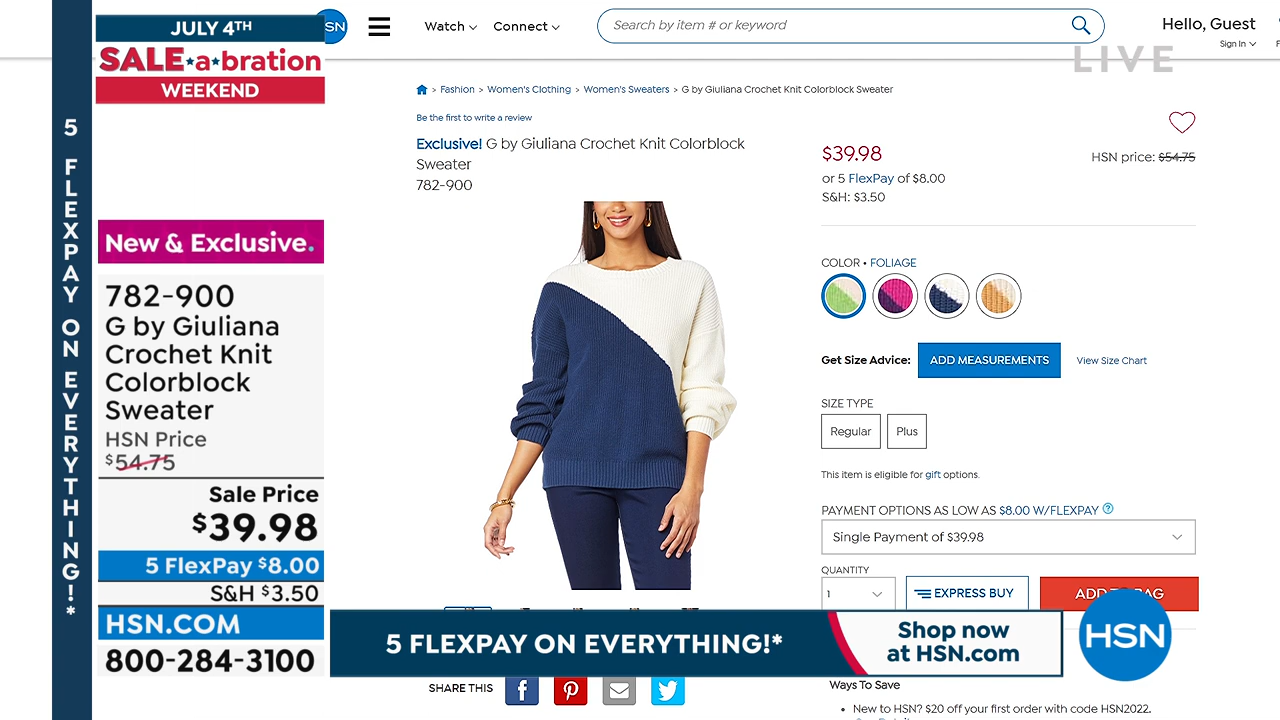 JULY 4TH
SALE★a★bration
WEEKEND
5 FLEXPAY ON EVERYTHING!*
New & Exclusive.
782-900
G by Giuliana
Crochet Knit
Colorblock
Sweater
HSN Price
$54.75
Sale Price
$39.98
5 FlexPay $8.00
S&H $3.50
HSN.COM
800-284-3100
SN
Watch
Connect
Search by item # or keyword
Hello, Guest
Sign In
LIVE
> Fashion > Women's Clothing > Women's Sweaters > G by Giuliana Crochet Knit Colorblock Sweater
Be the first to write a review
Exclusive! G by Giuliana Crochet Knit Colorblock
Sweater
782-900
$39.98
HSN price: $54.75
or 5 FlexPay of $8.00
S&H: $3.50
COLOR • FOLIAGE
Get Size Advice:
ADD MEASUREMENTS
View Size Chart
SIZE TYPE
Regular
Plus
This item is eligible for gift options.
PAYMENT OPTIONS AS LOW AS $8.00 W/FLEXPAY ?
Single Payment of $39.98
QUANTITY
1
EXPRESS BUY
ADD TO BAG
5 FLEXPAY ON EVERYTHING!*
Shop now
at HSN.com
HSN
SHARE THIS
Ways To Save
• New to HSN? $20 off your first order with code HSN2022.